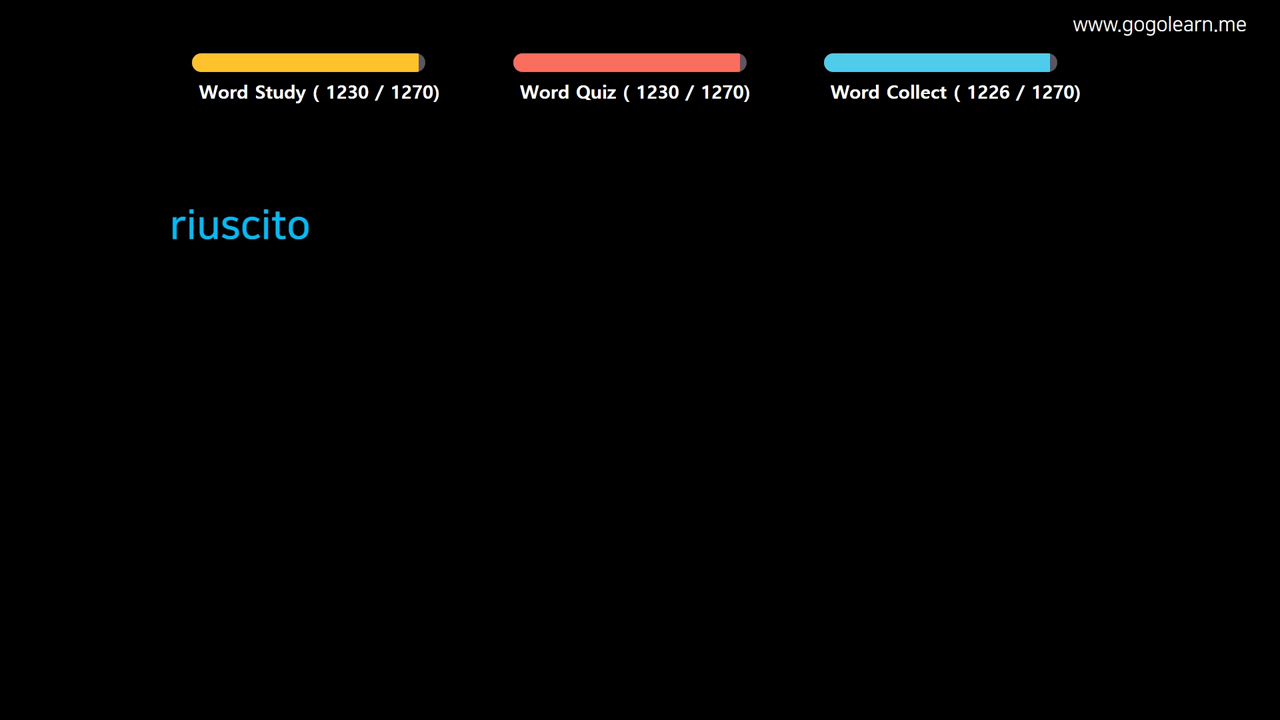 www.gogolearn.me
Word Study ( 1230 / 1270)
Word Quiz ( 1230 / 1270)
Word Collect ( 1226 / 1270)
riuscito